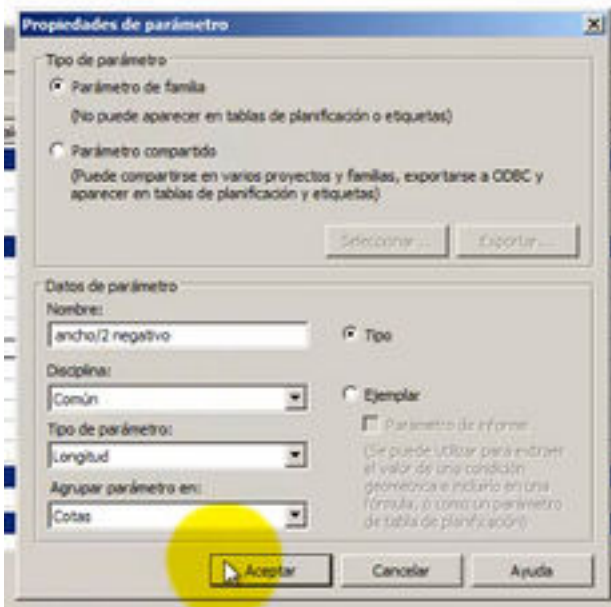 Propiedades de parámetro
Tipo de parámetro
Parámetro de familia
(No puede aparecer en tablas de planificación o etiquetas)
Parámetro compartido
(Puede compartirse en varios proyectos y familias, exportarse a ODBC y
aparecer en tablas de planificación y etiquetas)
Seleccionar... Exportar...
Datos de parámetro
Nombre:
ancho/2 negativo
Tipo
Disciplina:
Común
Ejemplar
Parámetro de informe
Tipo de parámetro:
Longitud
(Se puede utilizar para extraer
el valor de una condición
geométrica e incluirlo en una
fórmula, o como un parámetro
de tabla de planificación)
Agrupar parámetro en:
Cotas
Aceptar Cancelar Ayuda